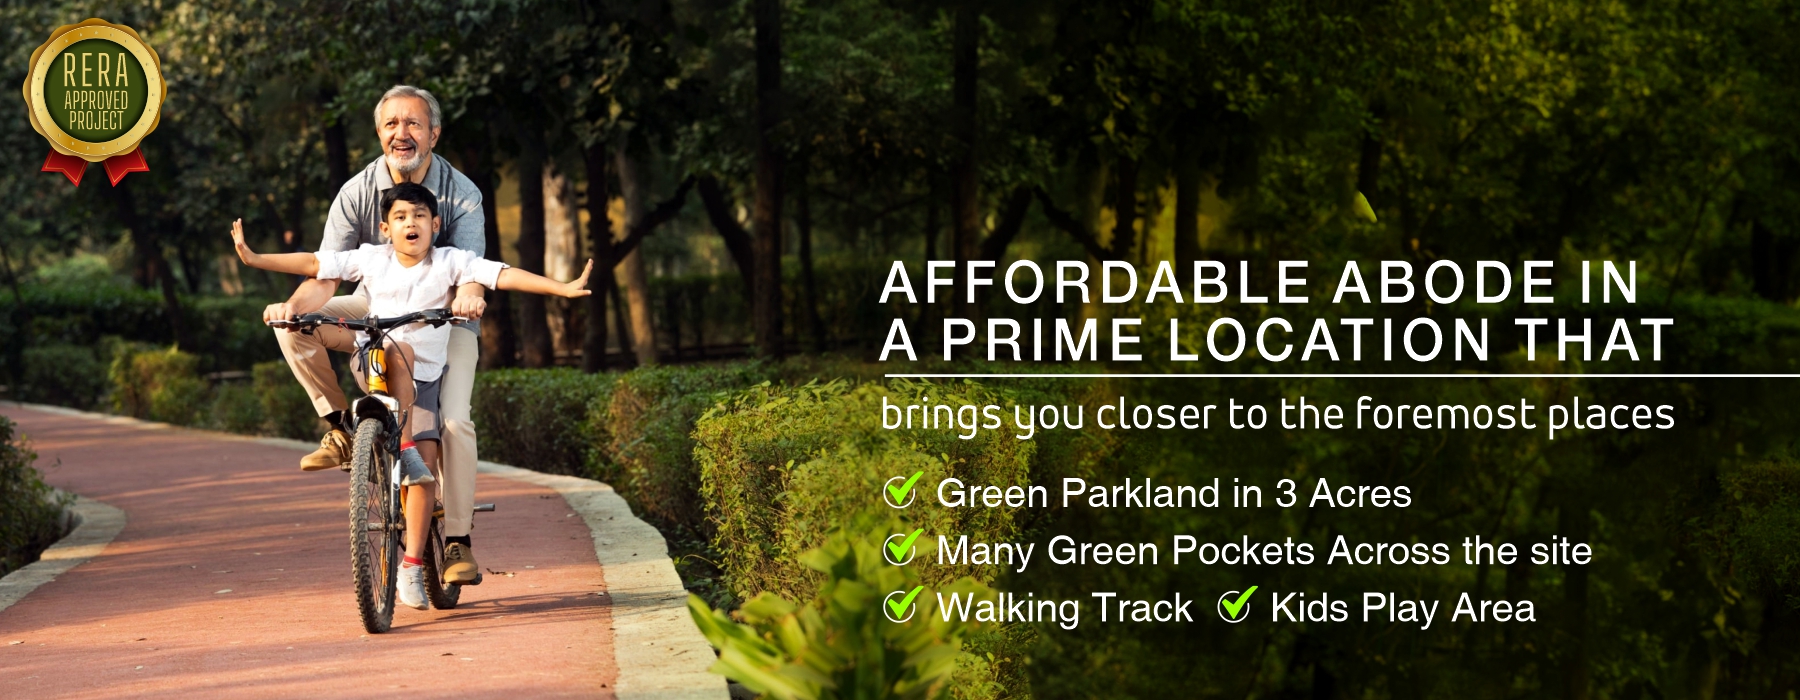 RERA
APPROVED
PROJECT
AFFORDABLE ABODE IN
A PRIME LOCATION THAT
brings you closer to the foremost places
Green Parkland in 3 Acres
Many Green Pockets Across the site
Walking Track Kids Play Area